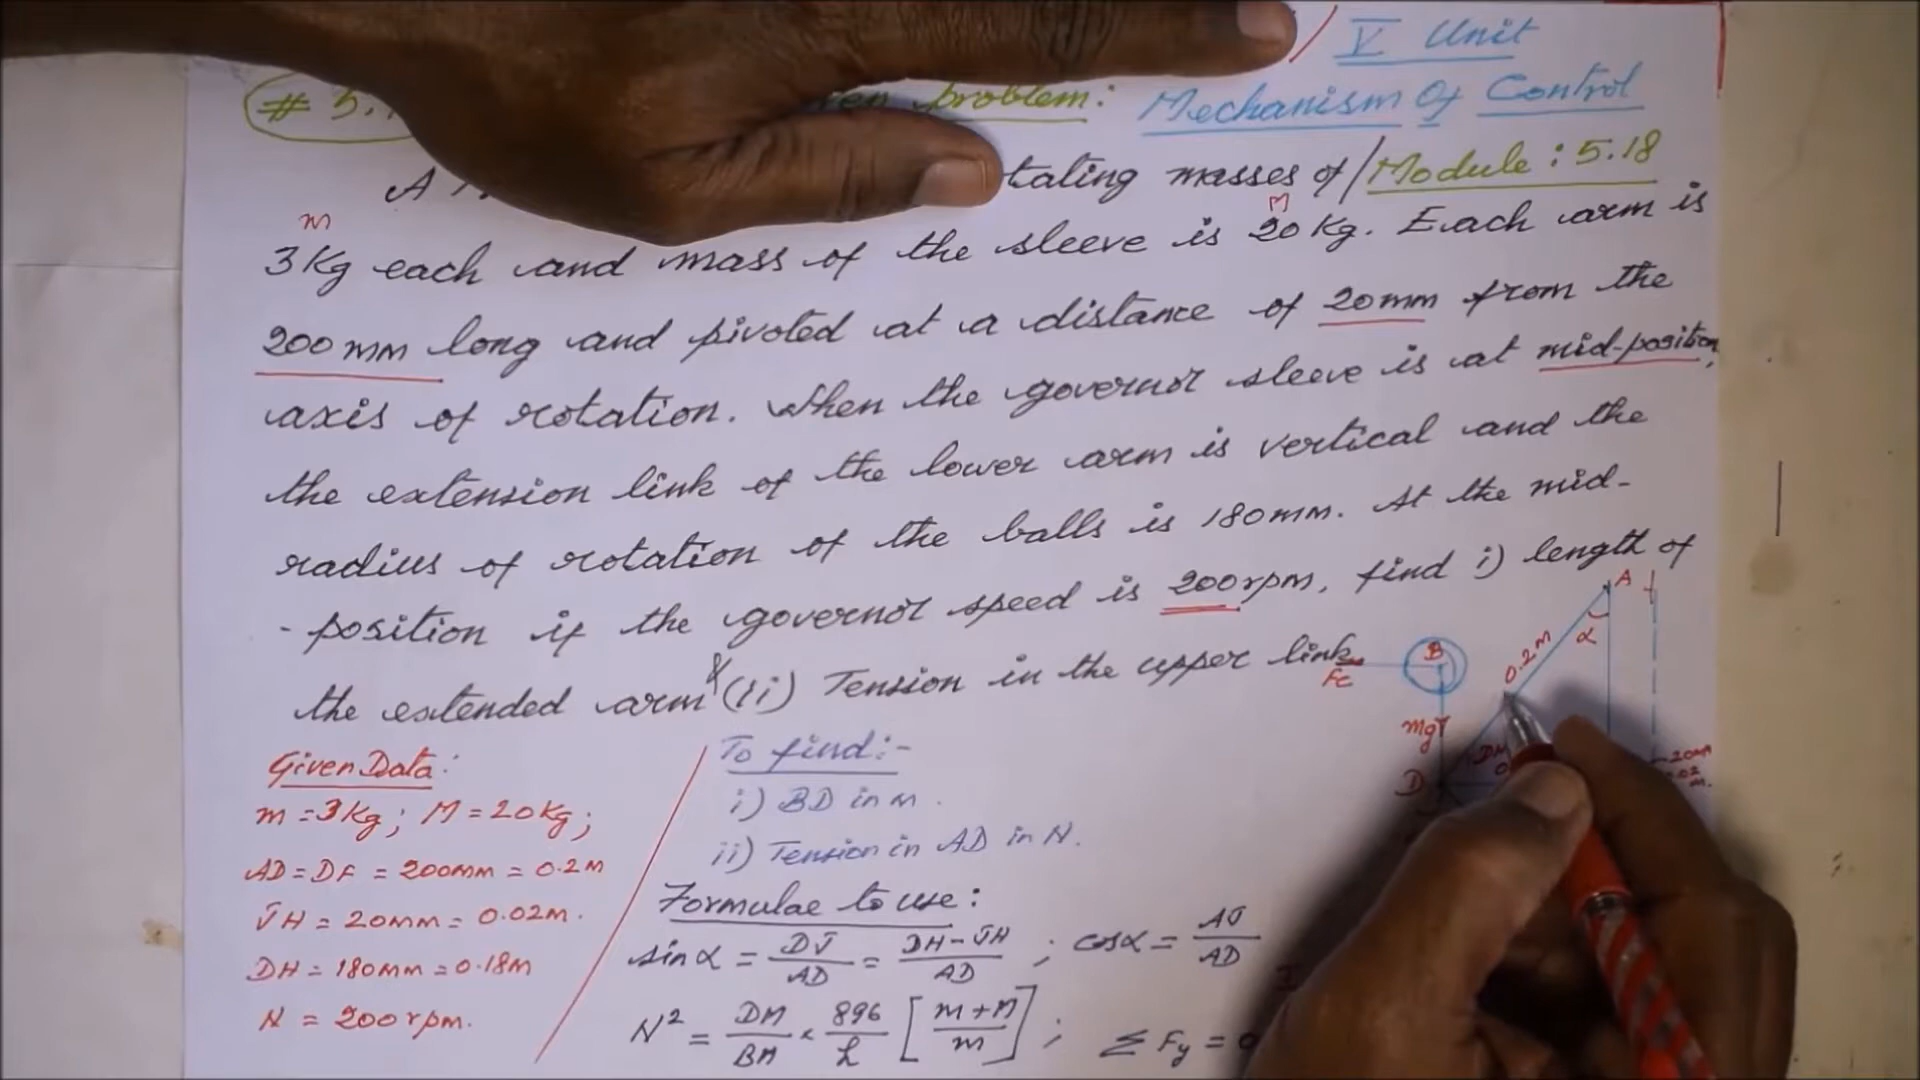 V Unit
# 5. problem: Mechanism Of Control
A tating masses of / Module: 5.18
m M
3Kg each and mass of the sleeve is 20Kg. Each arm is
200mm long and pivoted at a distance of 20mm from the
axis of rotation. When the governor sleeve is at mid-position,
the extension link of the lower arm is vertical and the
radius of rotation of the balls is 180mm. At the mid-
-position if the governor speed is 200rpm, find i) length of
the extended arm & (ii) Tension in the upper link.
A
α
0.2M
B
Fc
mg
D
20mm
Given Data:
m = 3Kg; M = 20Kg;
AD = DF = 200mm = 0.2M
JH = 20mm = 0.02m.
DH = 180mm = 0.18M
N = 200rpm.
To find:-
i) BD in m.
ii) Tension in AD in N.
Formulae to use:
sin α = DJ/AD = DH-JH/AD ; cos α = AJ/AD
N² = DM/BM × 896/h [m+M/m] ; Σ Fy = 0